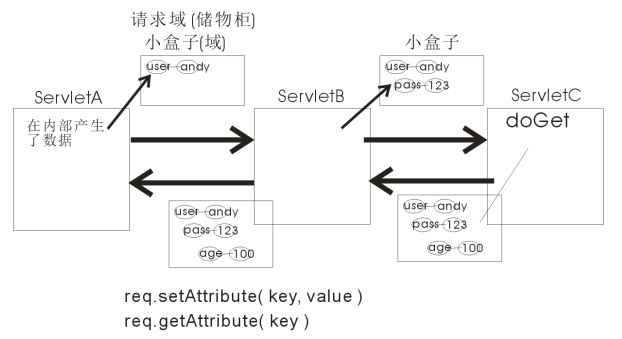 请求域(储物柜)
小盒子(域)
小盒子
user andy
user andy
pass 123
ServletA
ServletB
ServletC
在内部产生
了数据
doGet
user andy
pass 123
age 100
user andy
pass 123
age 100
req.setAttribute( key, value )
req.getAttribute( key )